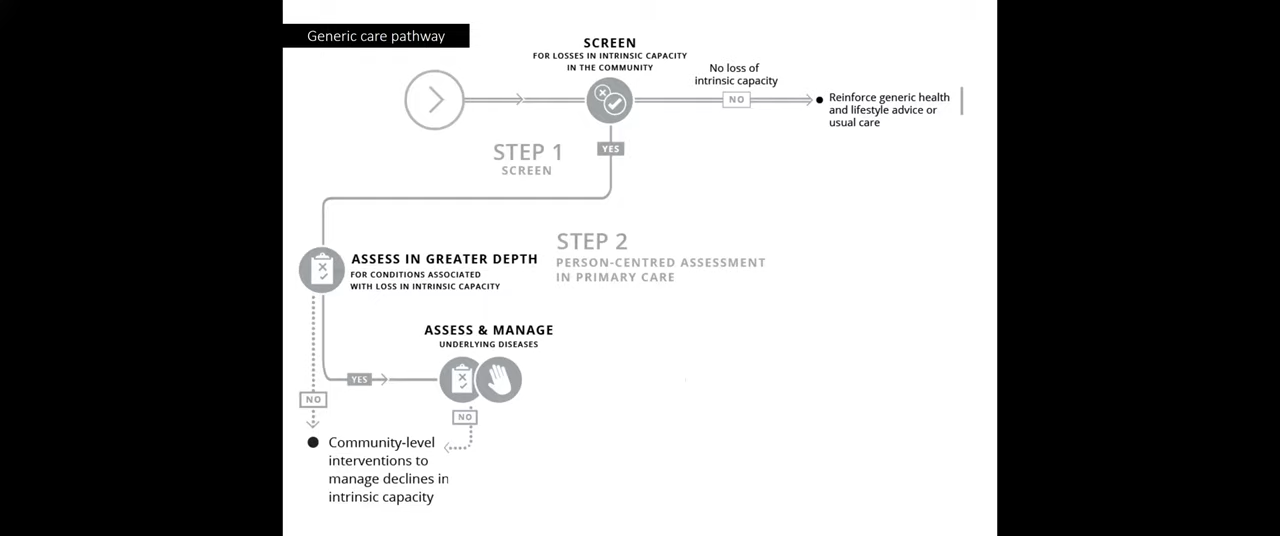 Generic care pathway
SCREEN
FOR LOSSES IN INTRINSIC CAPACITY
IN THE COMMUNITY
No loss of
intrinsic capacity
NO
Reinforce generic health
and lifestyle advice or
usual care
STEP 1
SCREEN
YES
ASSESS IN GREATER DEPTH
FOR CONDITIONS ASSOCIATED
WITH LOSS IN INTRINSIC CAPACITY
STEP 2
PERSON-CENTRED ASSESSMENT
IN PRIMARY CARE
ASSESS & MANAGE
UNDERLYING DISEASES
YES
NO
NO
Community-level
interventions to
manage declines in
intrinsic capacity